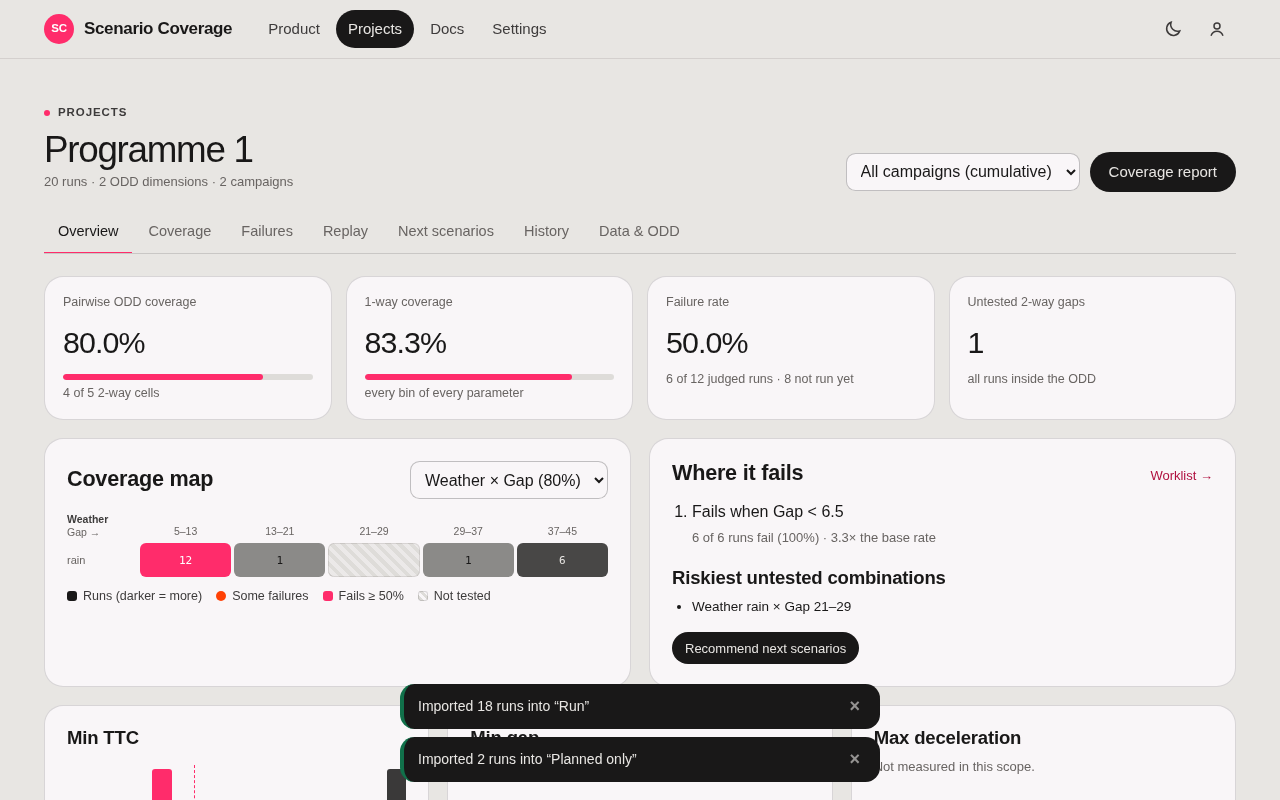 SC Scenario Coverage Product Projects Docs Settings
PROJECTS
Programme 1
20 runs · 2 ODD dimensions · 2 campaigns
All campaigns (cumulative)
Coverage report
Overview Coverage Failures Replay Next scenarios History Data & ODD
Pairwise ODD coverage
80.0%
4 of 5 2-way cells
1-way coverage
83.3%
every bin of every parameter
Failure rate
50.0%
6 of 12 judged runs · 8 not run yet
Untested 2-way gaps
1
all runs inside the ODD
Coverage map
Weather × Gap (80%)
Weather
Gap → 5–13 13–21 21–29 29–37 37–45
rain 12 1 1 6
Runs (darker = more) Some failures Fails ≥ 50% Not tested
Where it fails
Worklist →
1. Fails when Gap < 6.5
6 of 6 runs fail (100%) · 3.3× the base rate
Riskiest untested combinations
• Weather rain × Gap 21–29
Recommend next scenarios
Imported 18 runs into “Run” ×
Imported 2 runs into “Planned only” ×
Min TTC
Min gap
Max deceleration
Not measured in this scope.